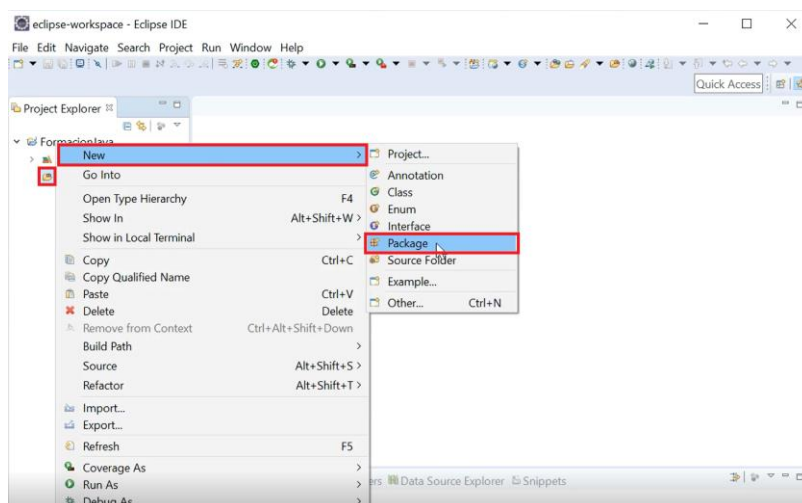 eclipse-workspace - Eclipse IDE
File Edit Navigate Search Project Run Window Help
Quick Access
Project Explorer
FormacionJava
New
Go Into
Open Type Hierarchy F4
Show In Alt+Shift+W >
Show in Local Terminal >
Copy Ctrl+C
Copy Qualified Name
Paste Ctrl+V
Delete Delete
Remove from Context Ctrl+Alt+Shift+Down
Build Path >
Source Alt+Shift+S >
Refactor Alt+Shift+T >
Import...
Export...
Refresh F5
Coverage As >
Run As >
Debug As >
Project...
Annotation
Class
Enum
Interface
Package
Source Folder
Example...
Other... Ctrl+N
ers Data Source Explorer Snippets